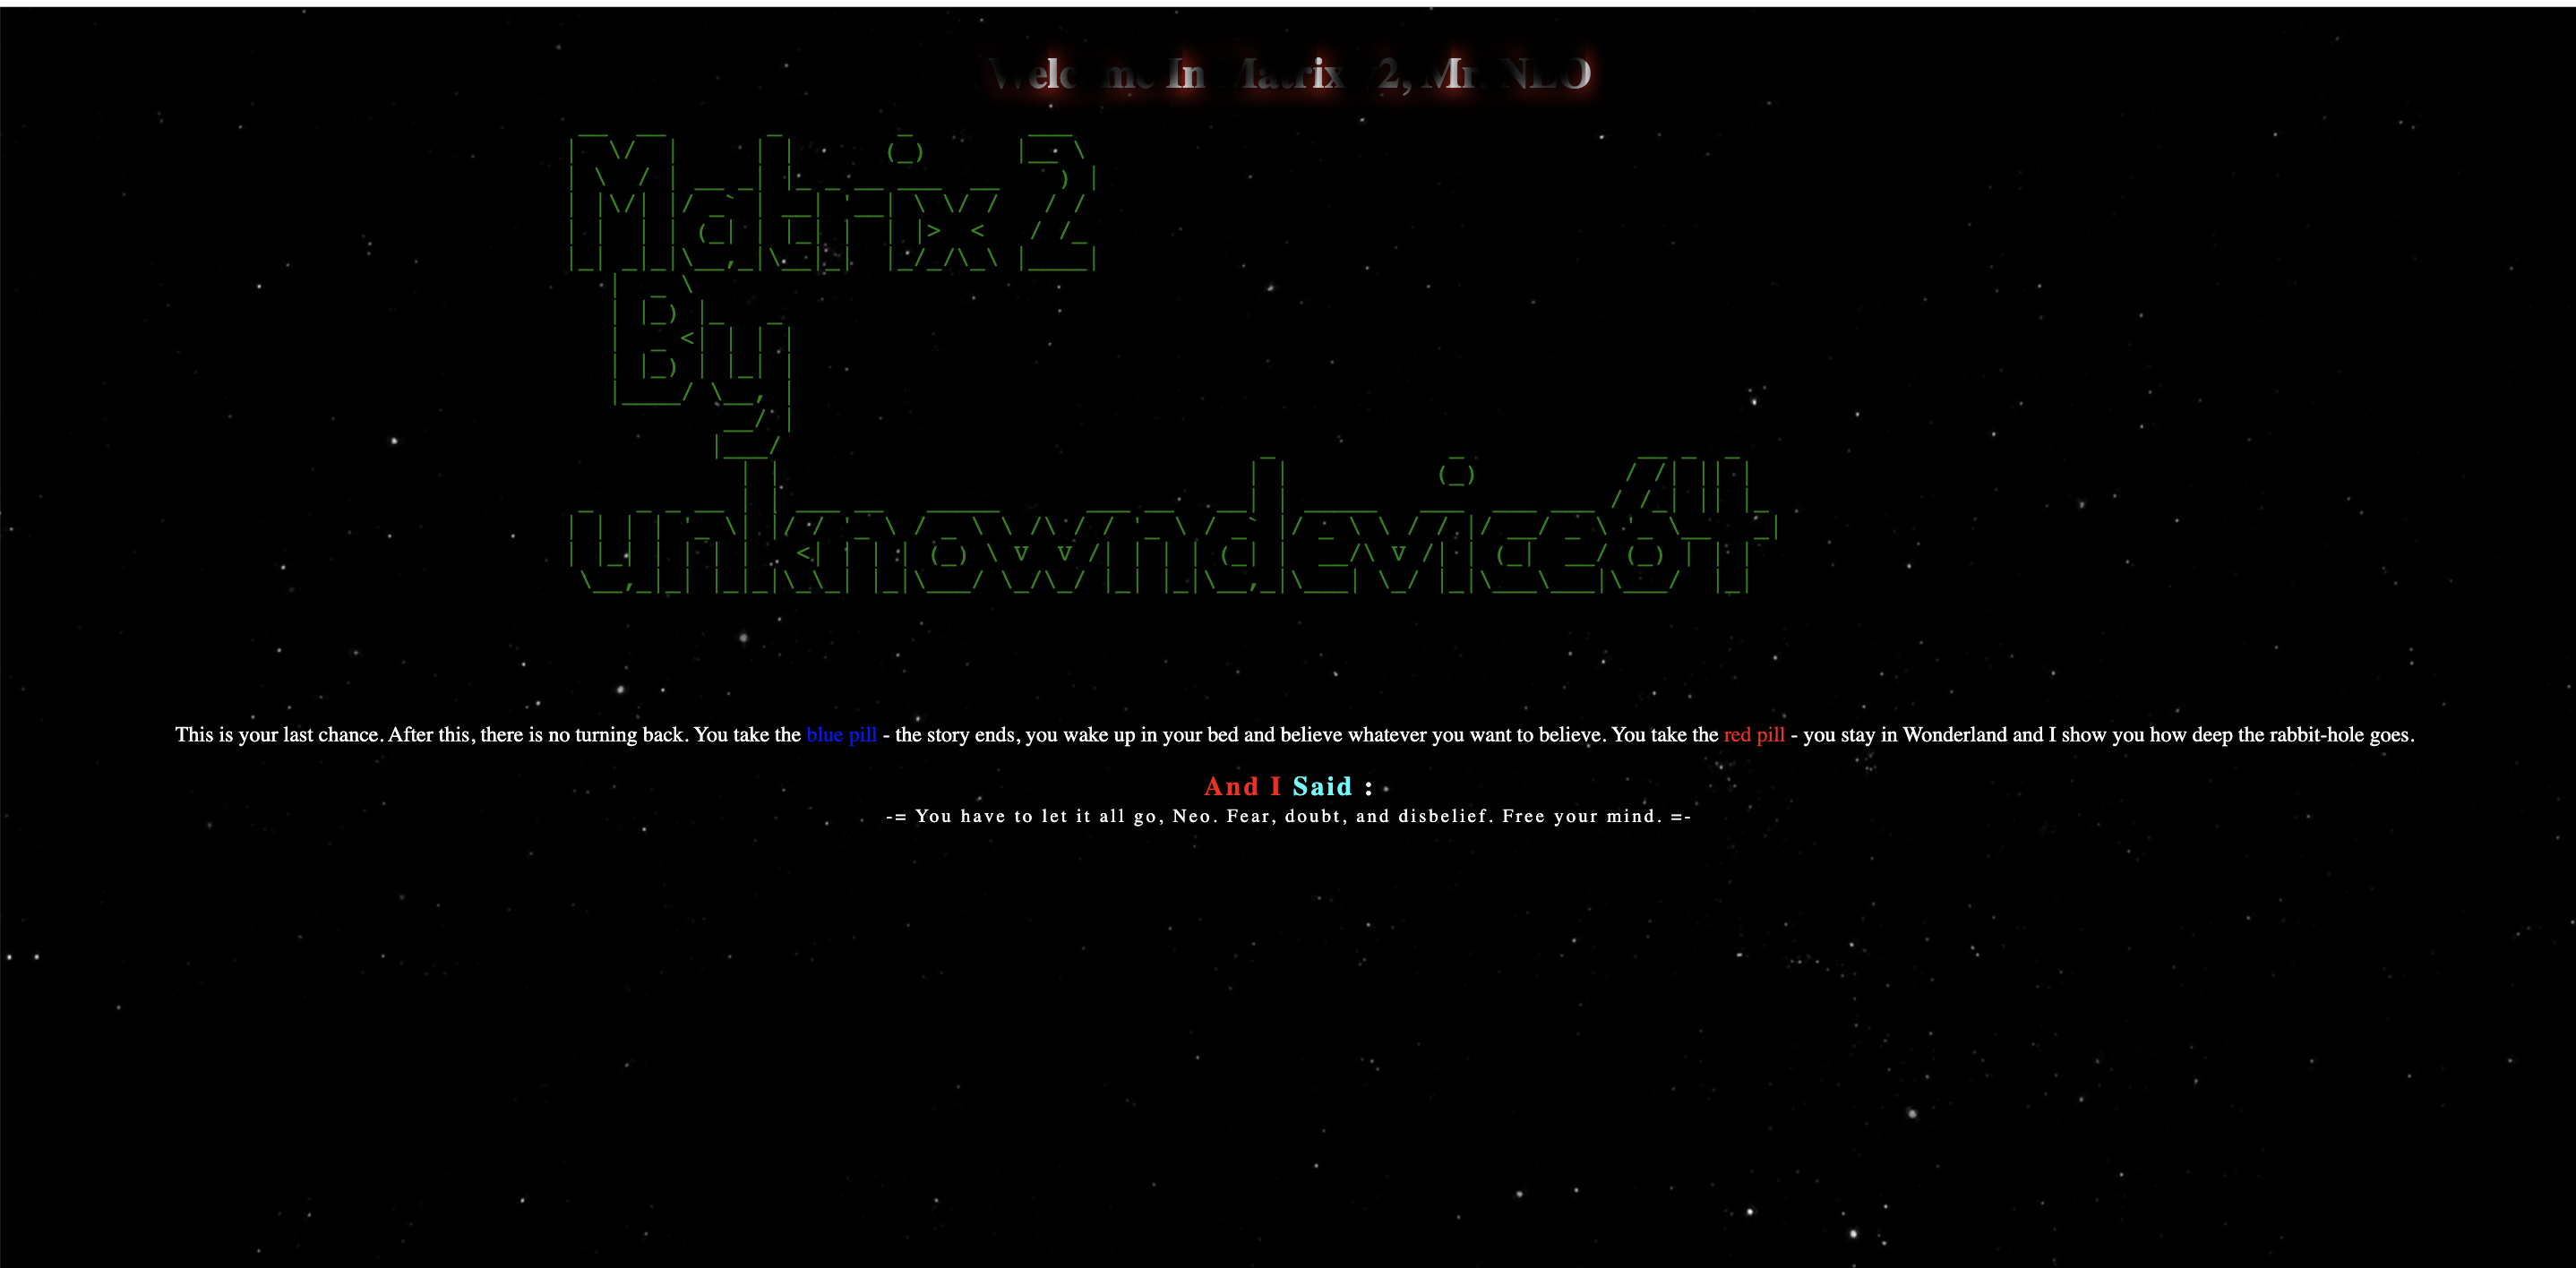 Welcome In Matrix v2, Mr. NEO
Matrix 2
By
unknowndevice64
This is your last chance. After this, there is no turning back. You take the blue pill - the story ends, you wake up in your bed and believe whatever you want to believe. You take the red pill - you stay in Wonderland and I show you how deep the rabbit-hole goes.
And I Said :
-= You have to let it all go, Neo. Fear, doubt, and disbelief. Free your mind. =-